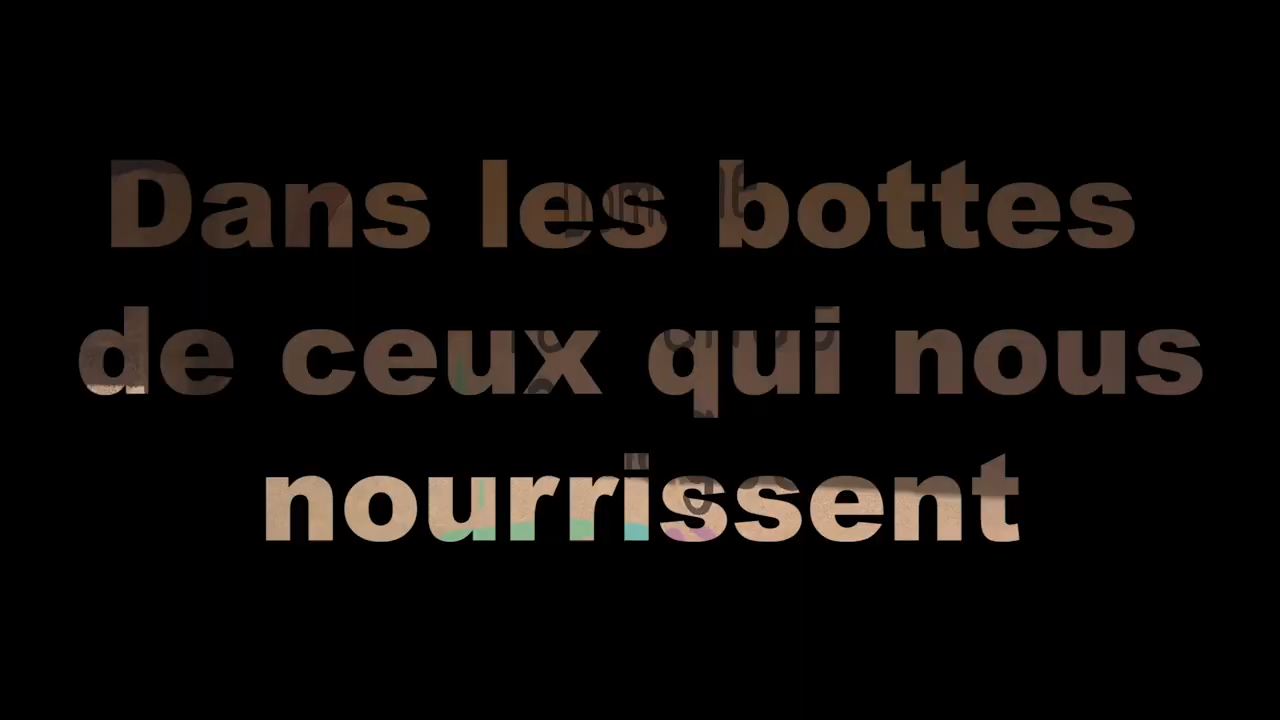 Dans les bottes
de ceux qui nous
nourrissent